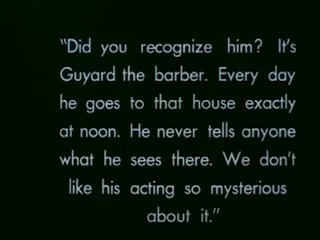 “Did you recognize him? It’s
Guyard the barber. Every day
he goes to that house exactly
at noon. He never tells anyone
what he sees there. We don’t
like his acting so mysterious
about it.”